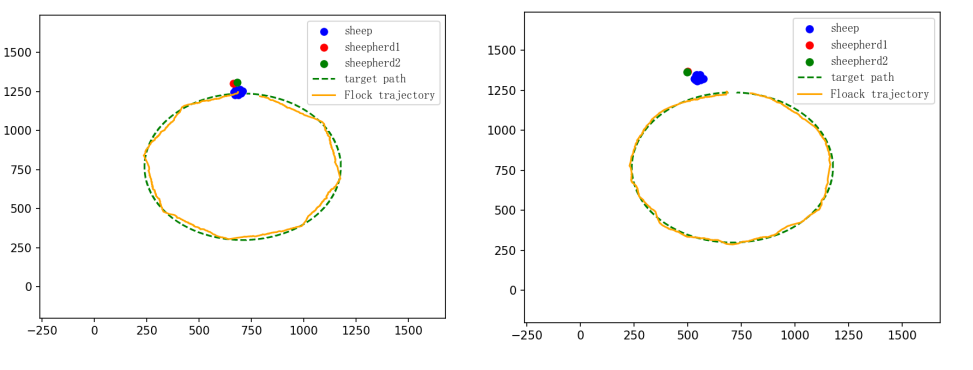 sheep
sheepherd1
sheepherd2
target path
Flock trajectory
1500
1250
1000
750
500
250
0
−250 0 250 500 750 1000 1250 1500
sheep
sheepherd1
sheepherd2
target path
Floack trajectory
1500
1250
1000
750
500
250
0
−250 0 250 500 750 1000 1250 1500